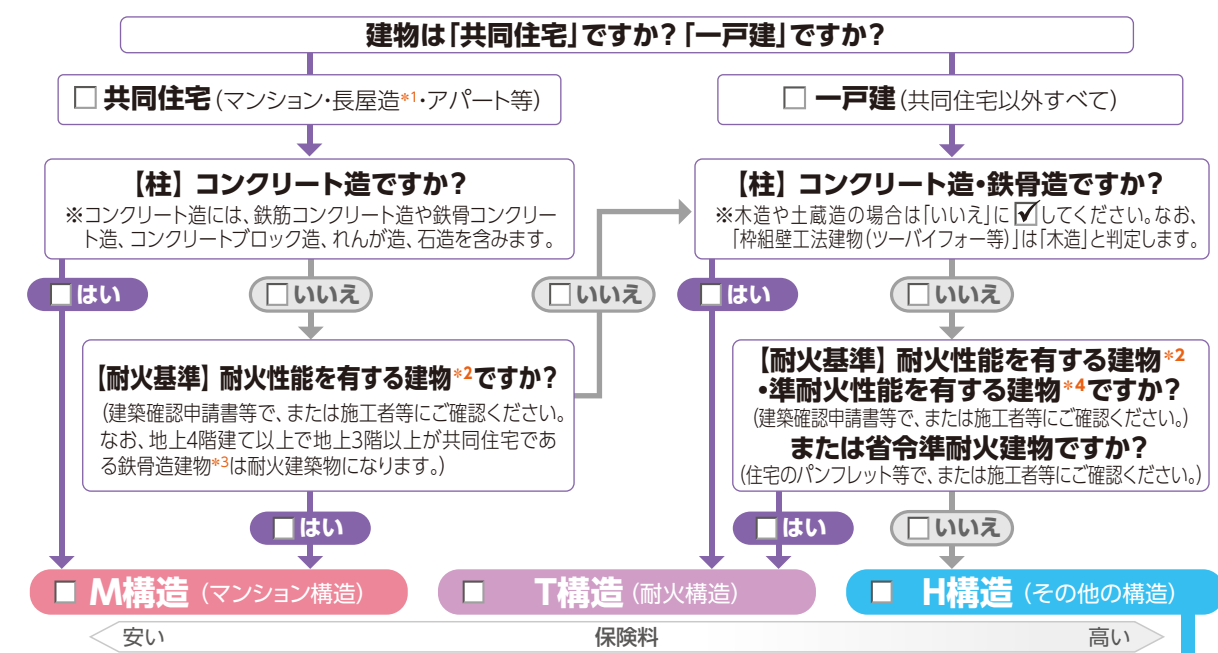 建物は「共同住宅」ですか?「一戸建」ですか?
□ 共同住宅(マンション・長屋造*1・アパート等)
□ 一戸建(共同住宅以外すべて)
【柱】コンクリート造ですか?
※コンクリート造には、鉄筋コンクリート造や鉄骨コンクリー
ト造、コンクリートブロック造、れんが造、石造を含みます。
【柱】コンクリート造・鉄骨造ですか?
※木造や土蔵造の場合は「いいえ」に☑してください。なお、
「枠組壁工法建物(ツーバイフォー等)」は「木造」と判定します。
□はい
□いいえ
□いいえ
□はい
□いいえ
【耐火基準】耐火性能を有する建物*2ですか?
(建築確認申請書等で、または施工者等にご確認ください。
なお、地上4階建て以上で地上3階以上が共同住宅であ
る鉄骨造建物*3は耐火建築物になります。)
【耐火基準】耐火性能を有する建物*2
・準耐火性能を有する建物*4ですか?
(建築確認申請書等で、または施工者等にご確認ください。)
または省令準耐火建物ですか?
(住宅のパンフレット等で、または施工者等にご確認ください。)
□はい
□はい
□いいえ
□ M構造(マンション構造)
□ T構造(耐火構造)
□ H構造(その他の構造)
安い 保険料 高い